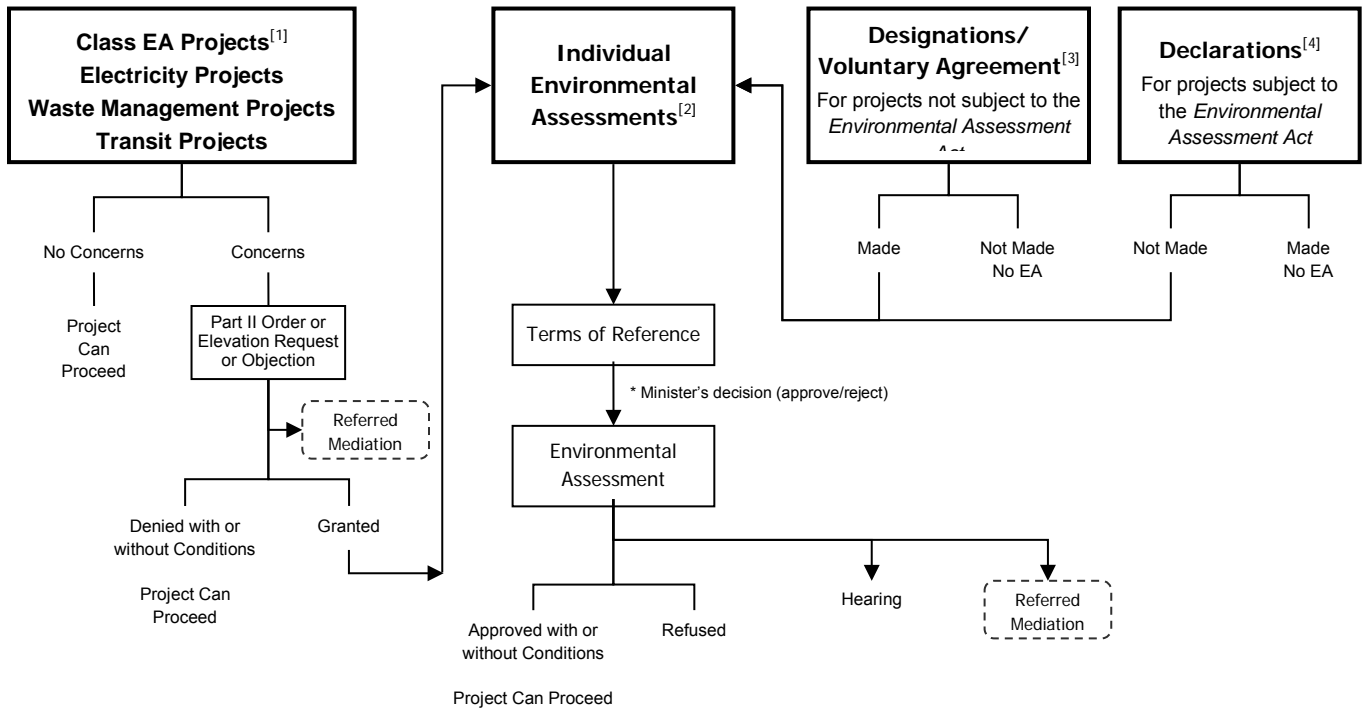 Class EA Projects[1]
Electricity Projects
Waste Management Projects
Transit Projects
Individual
Environmental
Assessments[2]
Designations/
Voluntary Agreement[3]
For projects not subject to the
Environmental Assessment
Declarations[4]
For projects subject to
the Environmental
Assessment Act
No Concerns
Concerns
Made
Not Made
No EA
Not Made
Made
No EA
Project
Can
Proceed
Part II Order or
Elevation Request
or Objection
Terms of Reference
* Minister's decision (approve/reject)
Referred
Mediation
Environmental
Assessment
Denied with or
without Conditions
Granted
Project Can
Proceed
Hearing
Referred
Mediation
Approved with or
without Conditions
Refused
Project Can Proceed